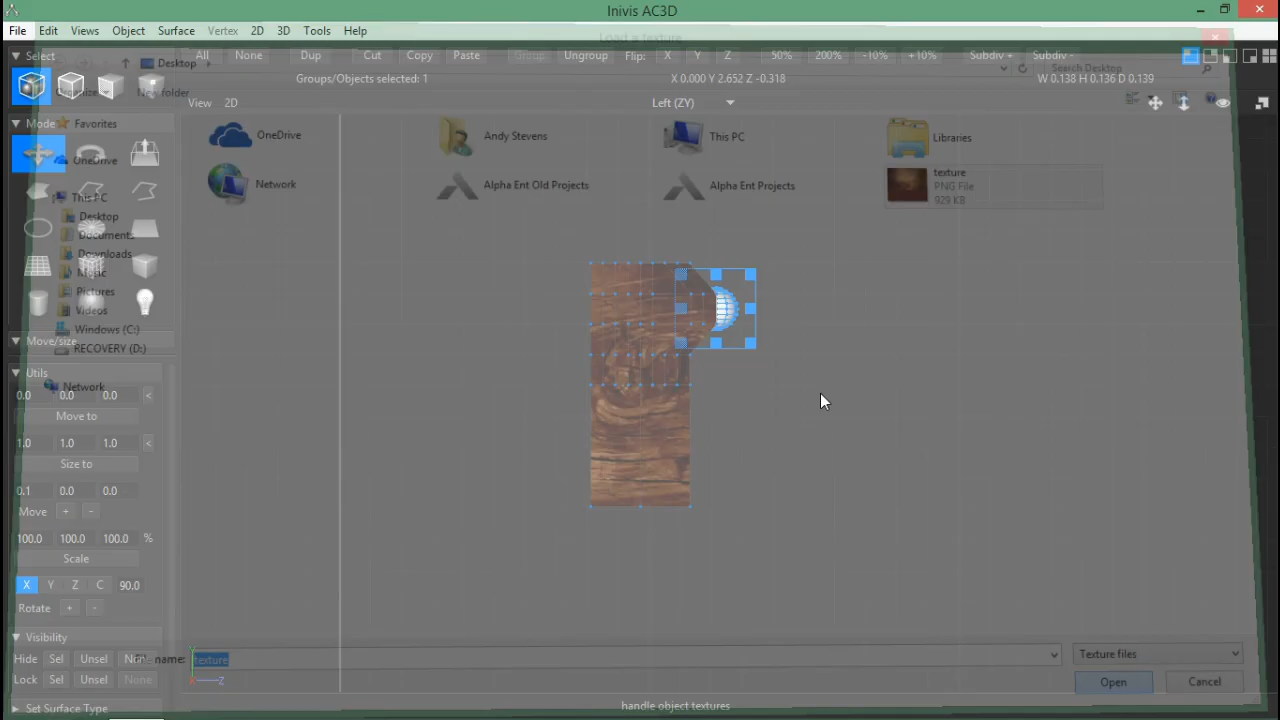 Inivis AC3D
File Edit Views Object Surface Vertex 2D 3D Tools Help
Load a texture
Select All None Dup Cut Copy Paste Group Ungroup Flip: X Y Z 50% 200% -10% +10% Subdiv + Subdiv -
Desktop Search Desktop
Groups/Objects selected: 1 X 0.000 Y 2.652 Z -0.318 W 0.138 H 0.136 D 0.139
New folder
View 2D Left (ZY)
Mode Favorites
OneDrive Andy Stevens This PC Libraries
OneDrive
Network Alpha Ent Old Projects Alpha Ent Projects texture
PNG File
929 KB
This PC
Desktop
Documents
Downloads
Music
Pictures
Videos
Windows (C:)
Move/size
RECOVERY (D:)
Utils
Network
0.0 0.0 0.0 <
Move to
1.0 1.0 1.0 <
Size to
0.1 0.0 0.0
Move + -
100.0 100.0 100.0 %
Scale
X Y Z C 90.0
Rotate + -
Visibility
Hide Sel Unsel name: texture Texture files
Lock Sel Unsel None X Y Z Open Cancel
Set Surface Type handle object textures